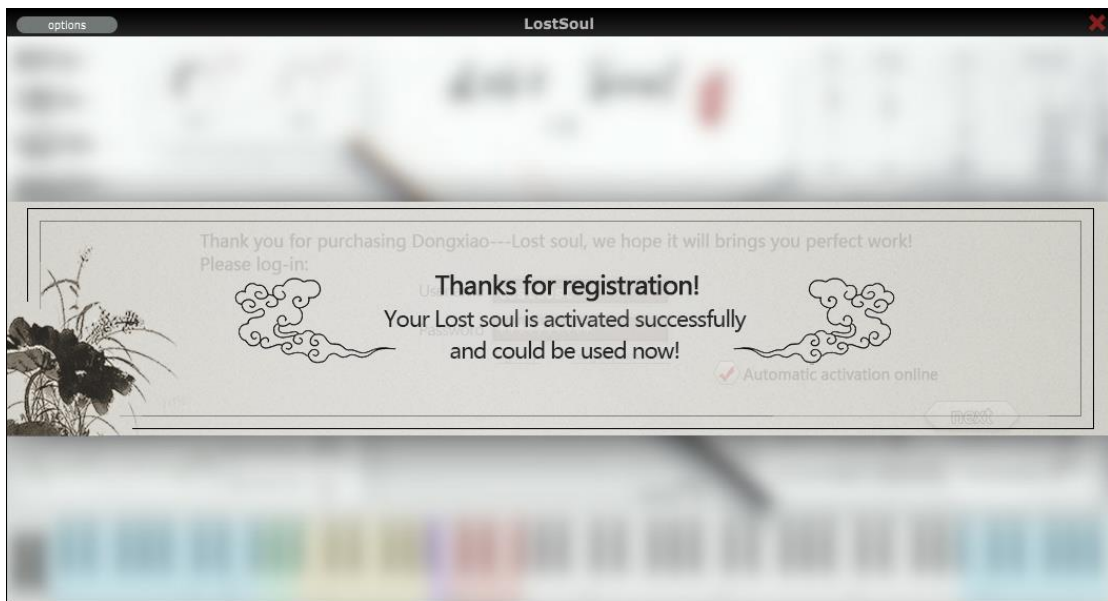 options
LostSoul
Thank you for purchasing Dongxiao---Lost soul, we hope it will brings you perfect work!
Please log-in:
Thanks for registration!
Your Lost soul is activated successfully
and could be used now!
Automatic activation online
next